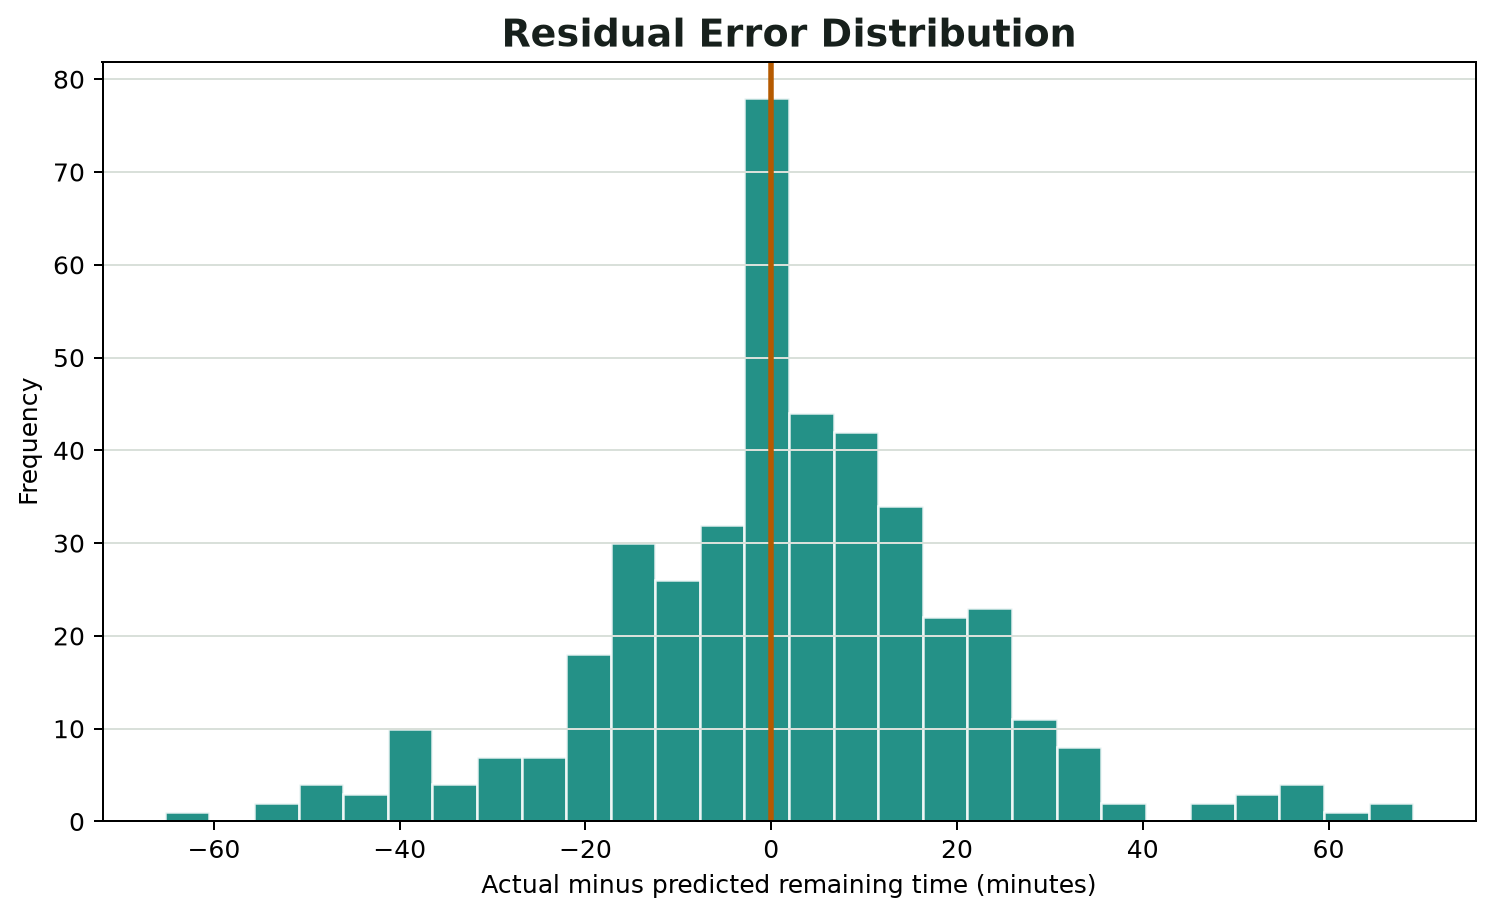 Residual Error Distribution
80
70
60
50
40
30
20
10
0
Frequency
−60 −40 −20 0 20 40 60
Actual minus predicted remaining time (minutes)